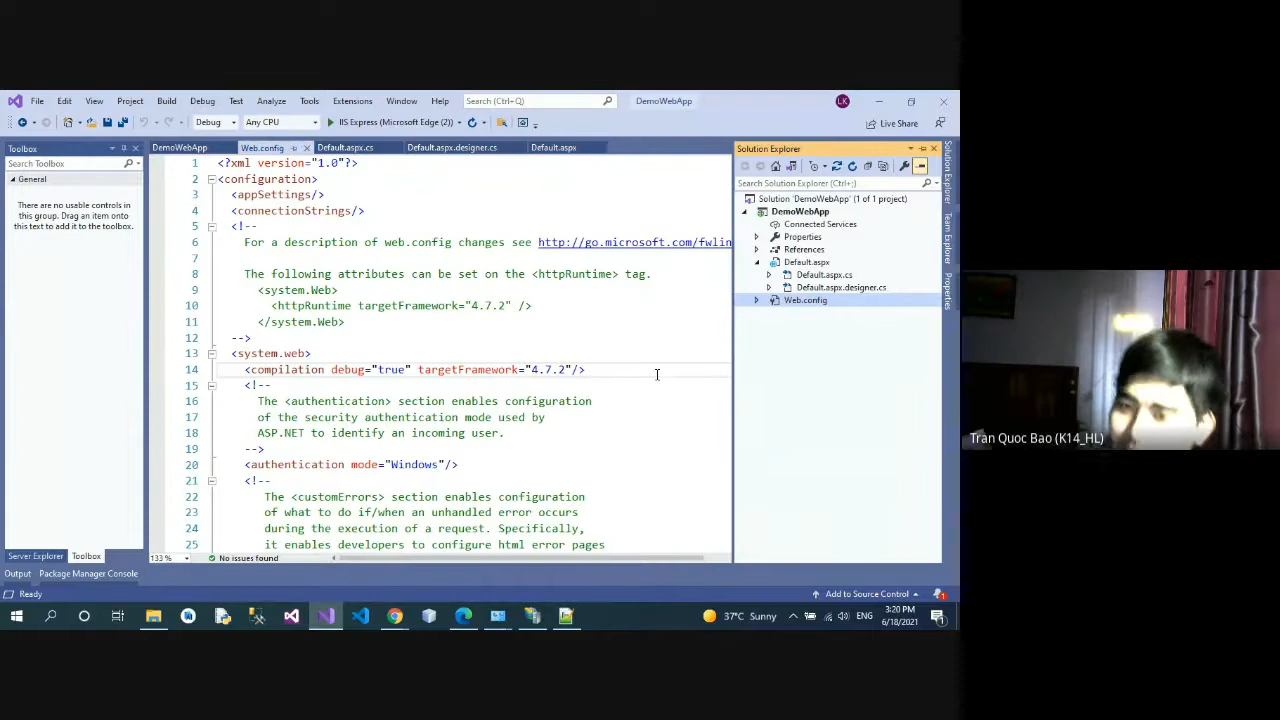 File Edit View Project Build Debug Test Analyze Tools Extensions Window Help Search (Ctrl+Q) DemoWebApp LK
Debug Any CPU IIS Express (Microsoft Edge (2)) Live Share
Toolbox
Search Toolbox
General
There are no usable controls in
this group. Drag an item onto
this text to add it to the toolbox.
DemoWebApp Web.config Default.aspx.cs Default.aspx.designer.cs Default.aspx
1 <?xml version="1.0"?>
2 <configuration>
3 <appSettings/>
4 <connectionStrings/>
5 <!--
6 For a description of web.config changes see http://go.microsoft.com/fwlin
7
8 The following attributes can be set on the <httpRuntime> tag.
9 <system.Web>
10 <httpRuntime targetFramework="4.7.2" />
11 </system.Web>
12 -->
13 <system.web>
14 <compilation debug="true" targetFramework="4.7.2"/>
15 <!--
16 The <authentication> section enables configuration
17 of the security authentication mode used by
18 ASP.NET to identify an incoming user.
19 -->
20 <authentication mode="Windows"/>
21 <!--
22 The <customErrors> section enables configuration
23 of what to do if/when an unhandled error occurs
24 during the execution of a request. Specifically,
25 it enables developers to configure html error pages
133 % No issues found
Solution Explorer
Search Solution Explorer (Ctrl+;)
Solution 'DemoWebApp' (1 of 1 project)
DemoWebApp
Connected Services
Properties
References
Default.aspx
Default.aspx.cs
Default.aspx.designer.cs
Web.config
Solution Explorer
Team Explorer
Properties
Server Explorer Toolbox
Output Package Manager Console
Ready Add to Source Control 1
37°C Sunny ENG 3:20 PM
6/18/2021 1
Tran Quoc Bao (K14_HL)